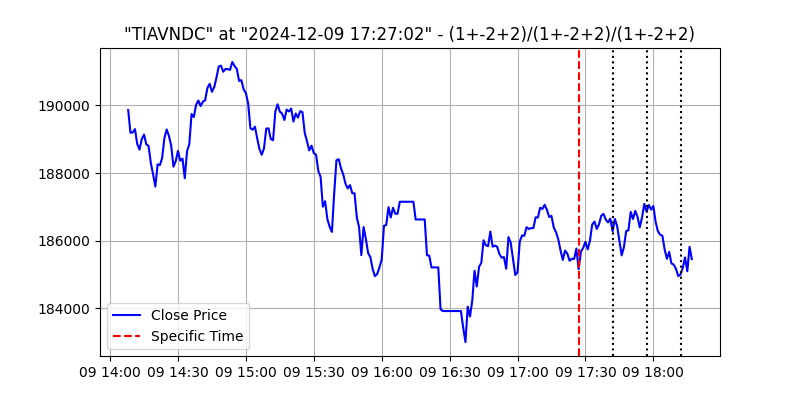 "TIAVNDC" at "2024-12-09 17:27:02" - (1+-2+2)/(1+-2+2)/(1+-2+2)
190000
188000
186000
184000
Close Price
Specific Time
09 14:00 09 14:30 09 15:00 09 15:30 09 16:00 09 16:30 09 17:00 09 17:30 09 18:00